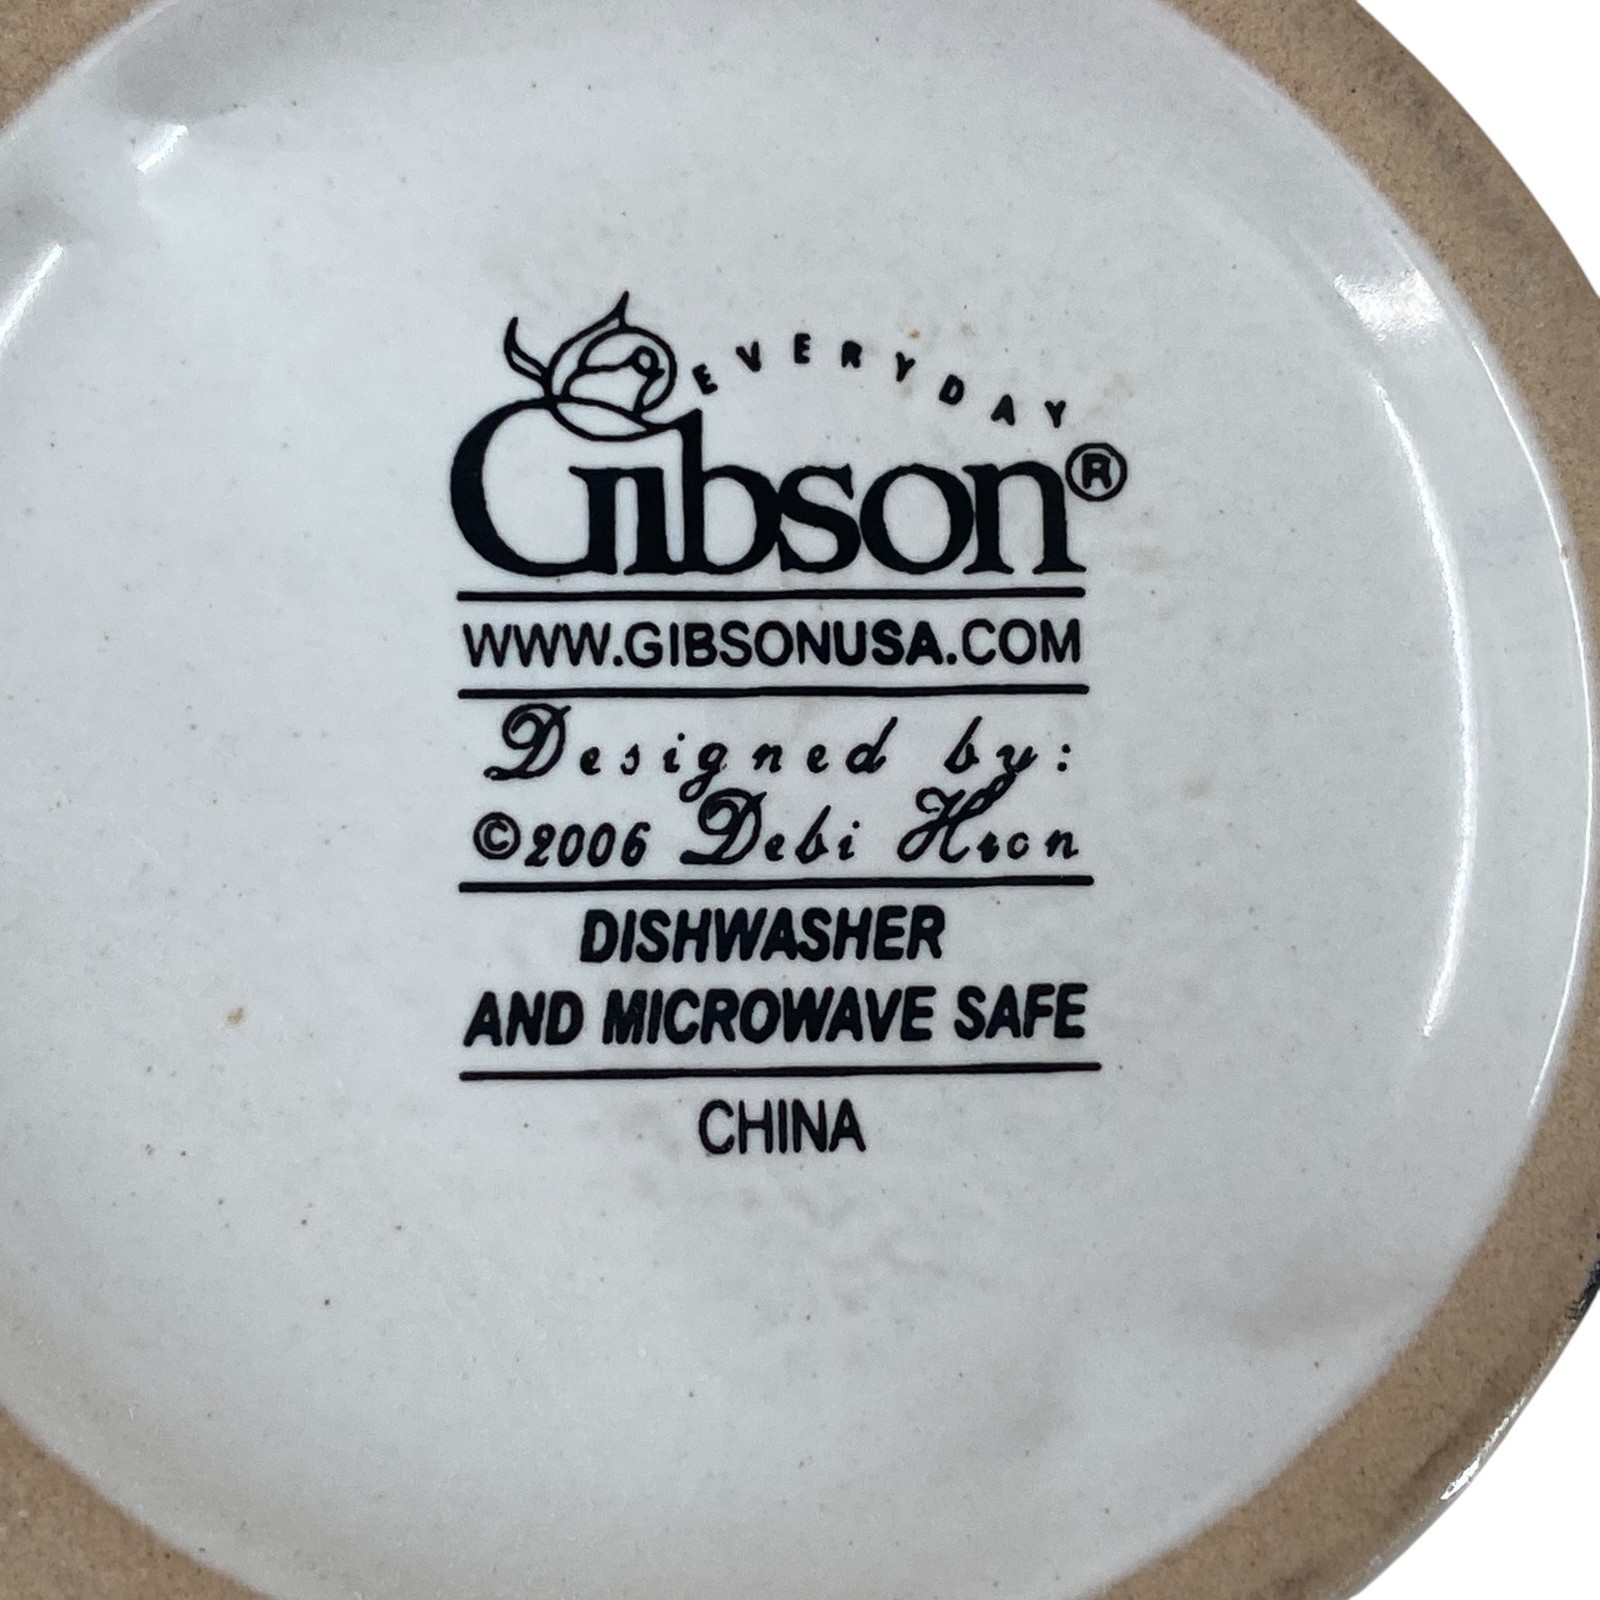 EVERYDAY
Gibson®
WWW.GIBSONUSA.COM
Designed by:
©2006 Debi Hron
DISHWASHER
AND MICROWAVE SAFE
CHINA